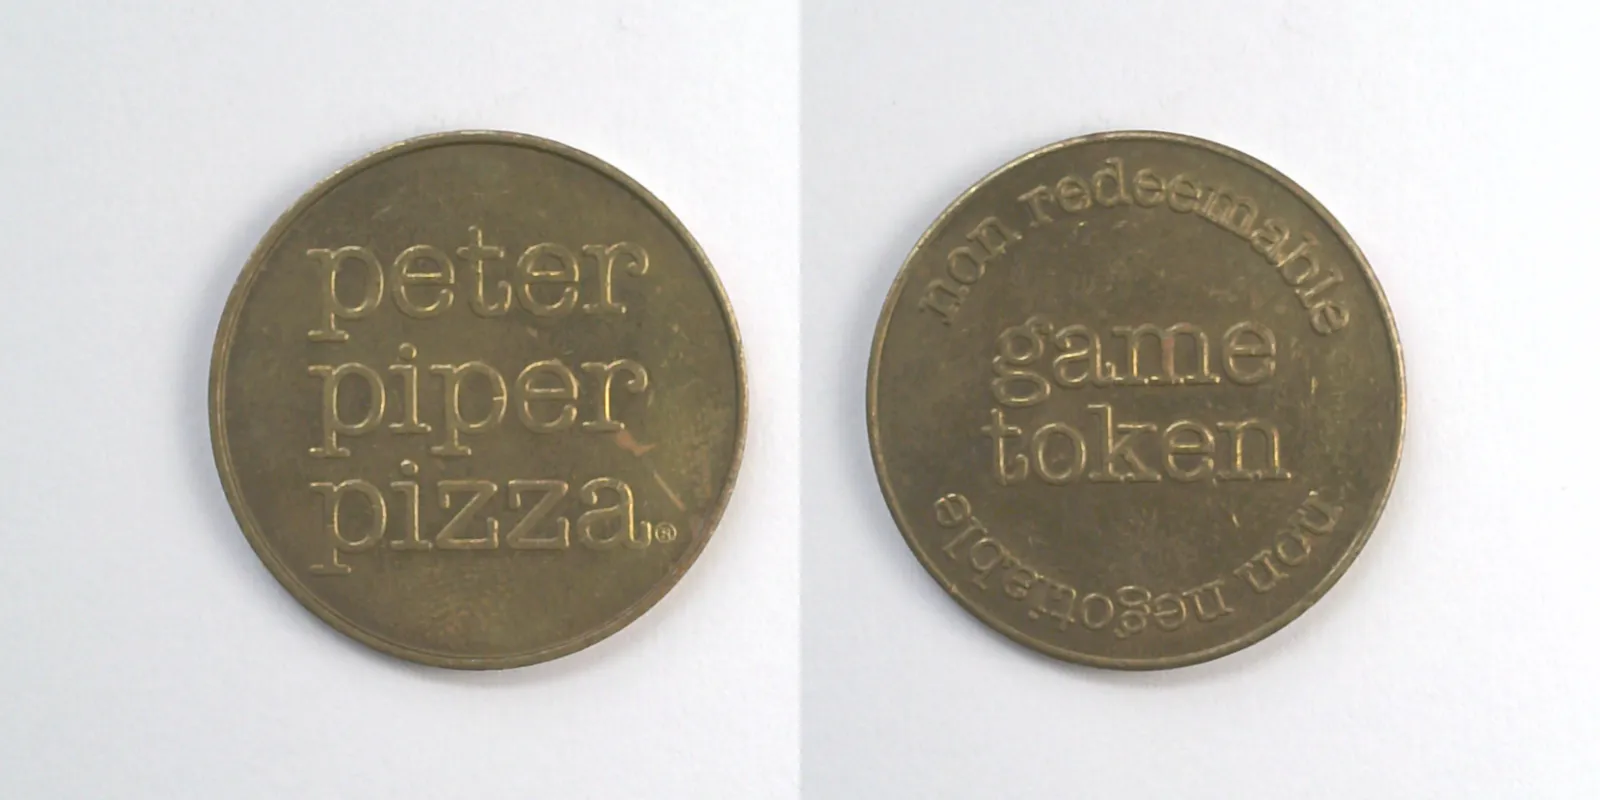 peter
piper
pizza®
non redeemable
game
token
non negotiable